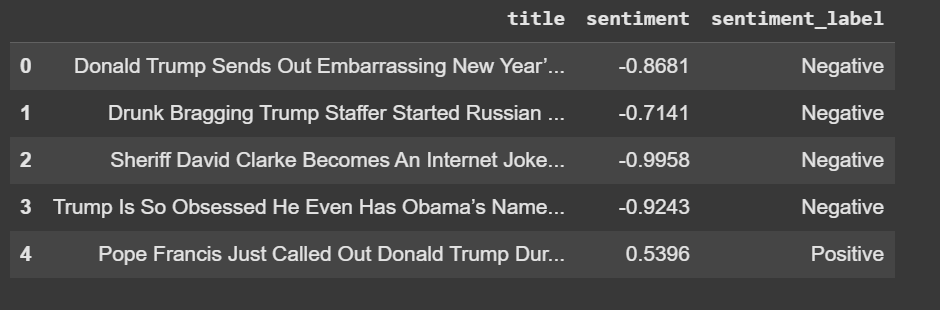 title sentiment sentiment_label
0 Donald Trump Sends Out Embarrassing New Year’... -0.8681 Negative
1 Drunk Bragging Trump Staffer Started Russian ... -0.7141 Negative
2 Sheriff David Clarke Becomes An Internet Joke... -0.9958 Negative
3 Trump Is So Obsessed He Even Has Obama’s Name... -0.9243 Negative
4 Pope Francis Just Called Out Donald Trump Dur... 0.5396 Positive